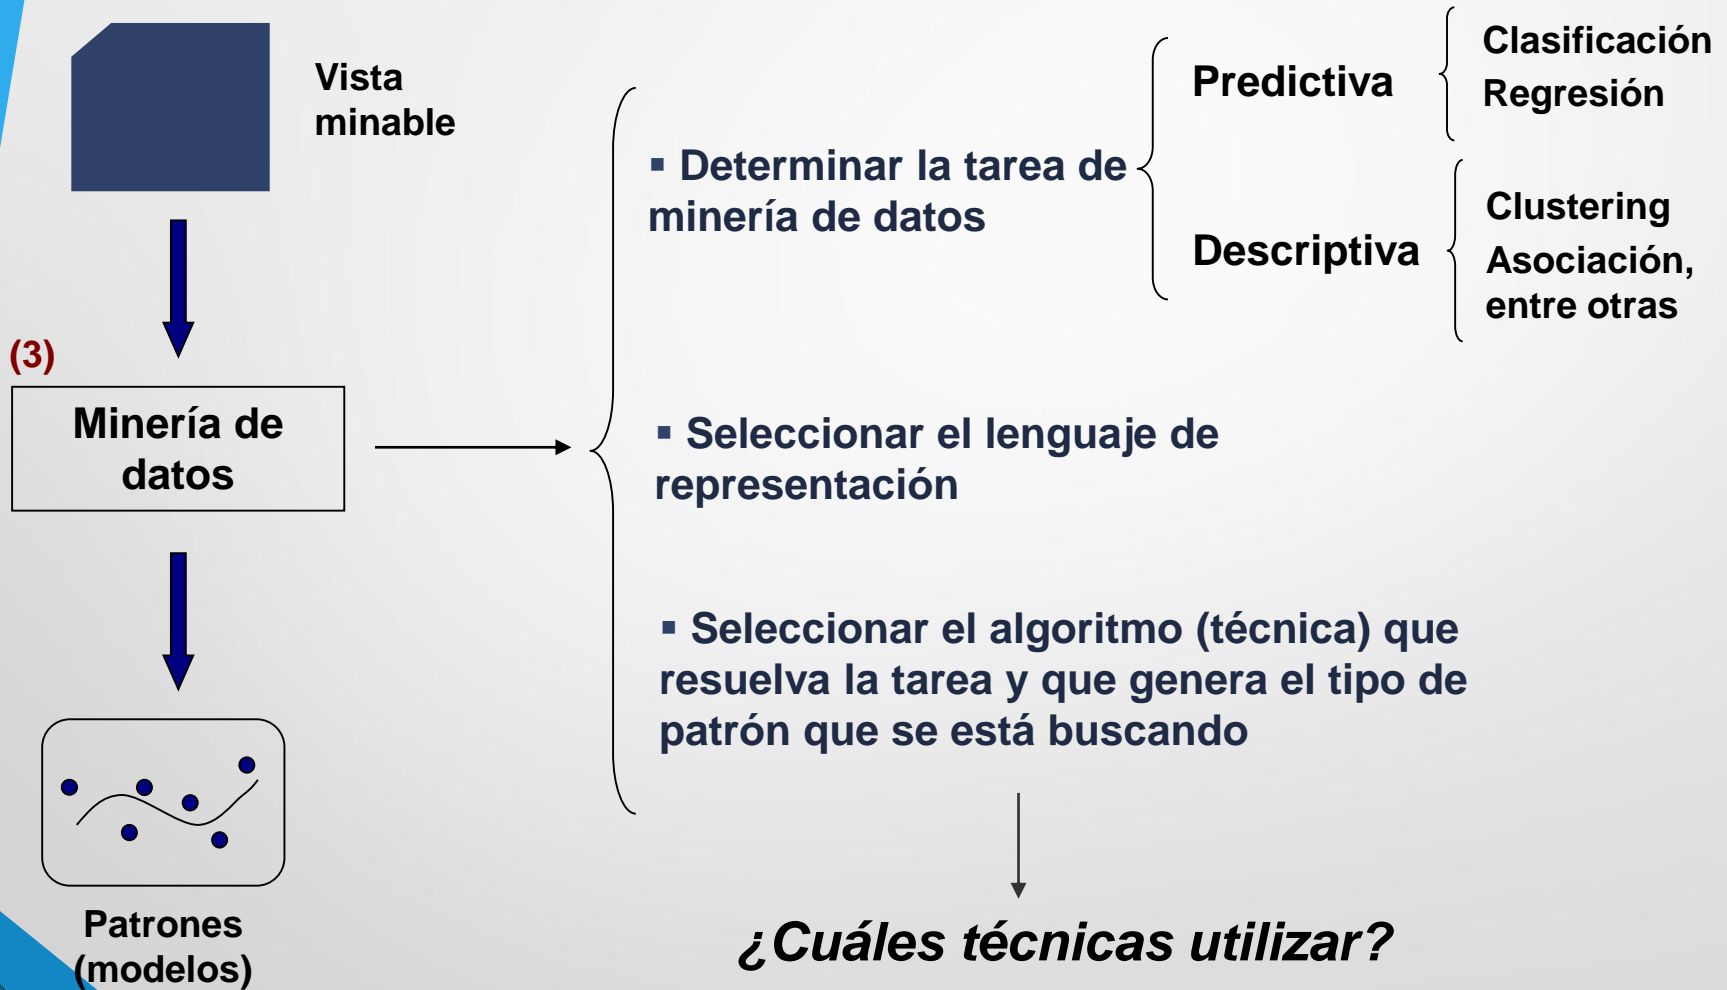 Vista
minable
(3)
Minería de
datos
Patrones
(modelos)
▪ Determinar la tarea de
minería de datos
Predictiva
Clasificación
Regresión
Descriptiva
Clustering
Asociación,
entre otras
▪ Seleccionar el lenguaje de
representación
▪ Seleccionar el algoritmo (técnica) que
resuelva la tarea y que genera el tipo de
patrón que se está buscando
¿Cuáles técnicas utilizar?